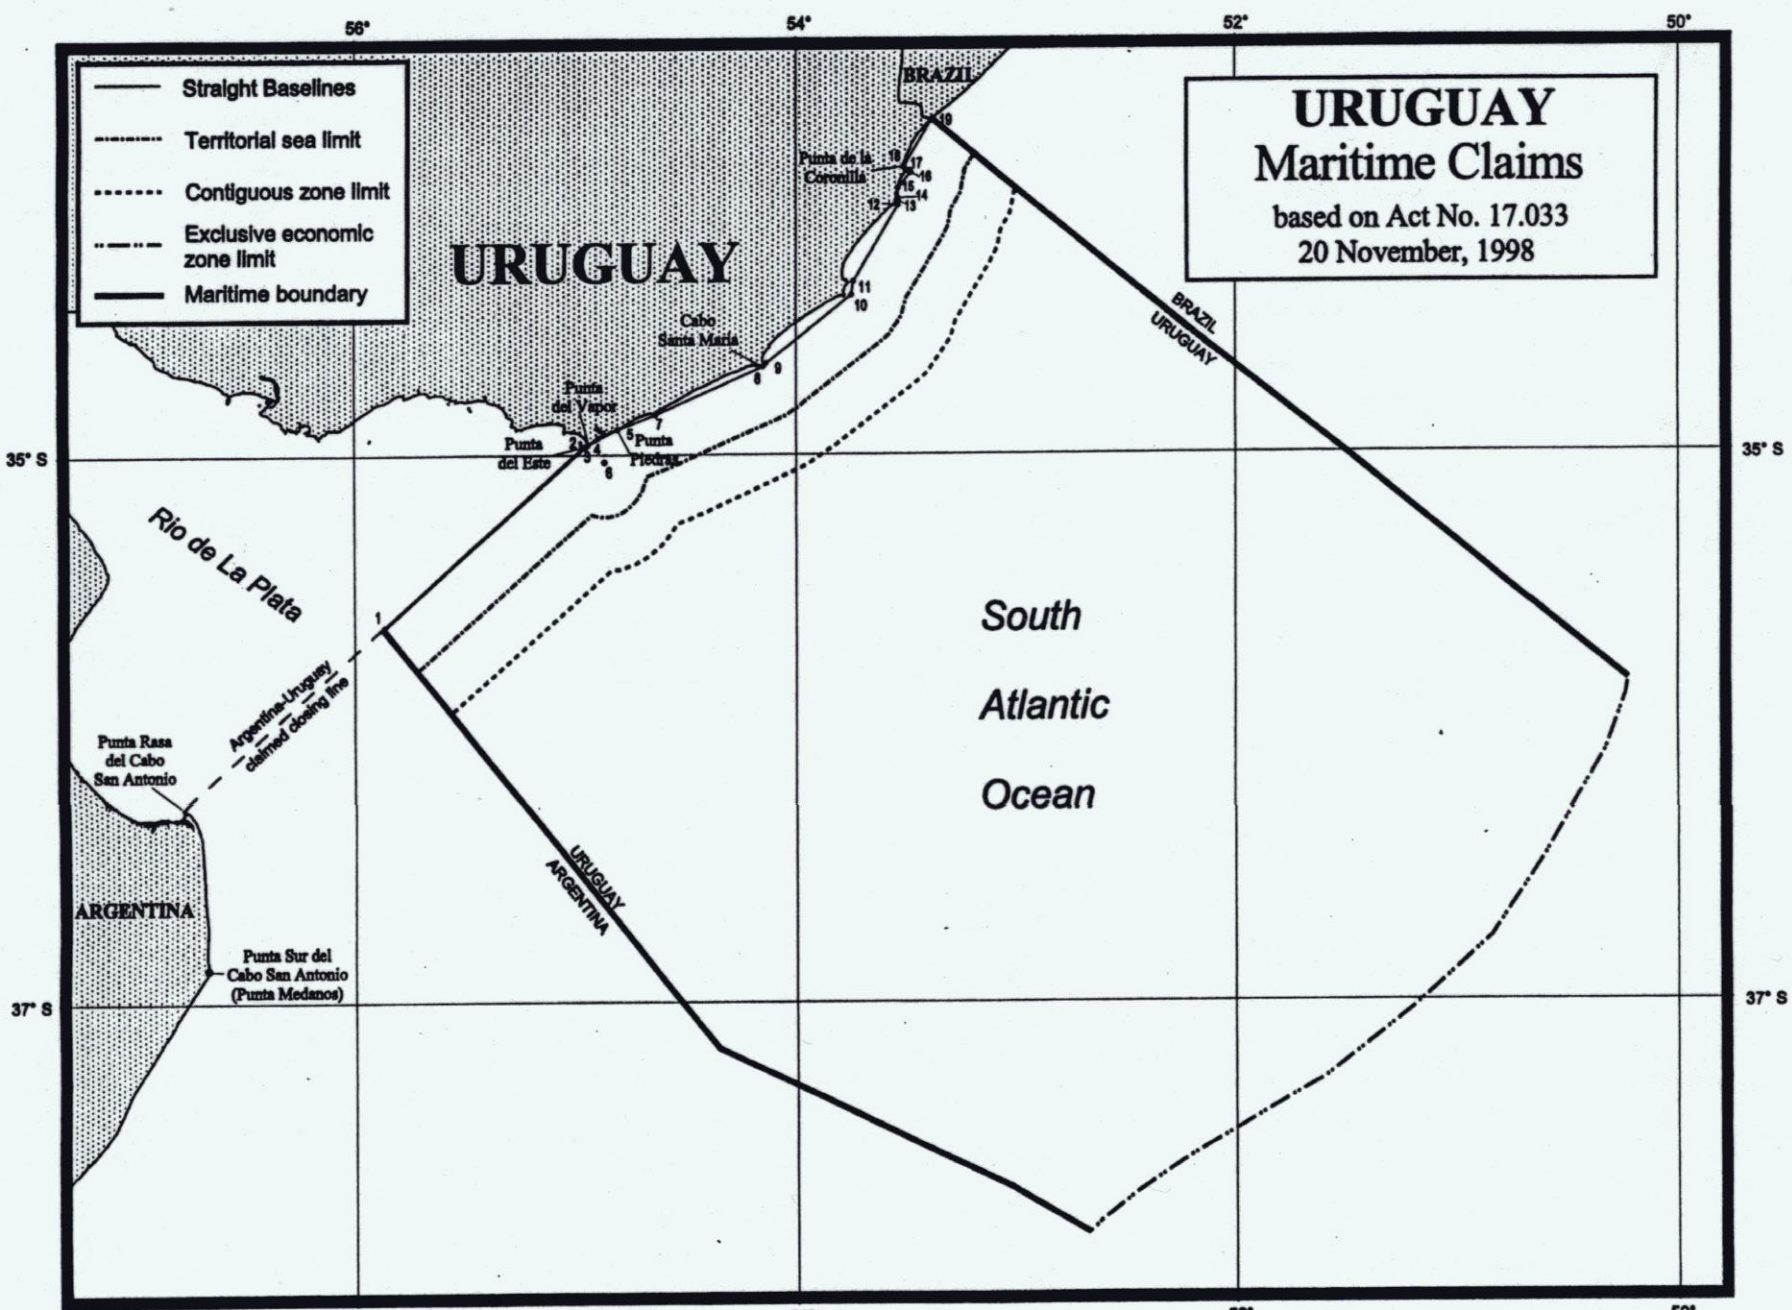 56°
54°
52°
50°
Straight Baselines
Territorial sea limit
Contiguous zone limit
Exclusive economic
zone limit
Maritime boundary
BRAZIL
URUGUAY
Maritime Claims
based on Act No. 17.033
20 November, 1998
19
18
17
16
15
14
13
12
Punta de la
Coronilla
URUGUAY
11
10
Cabo
Santa Maria
9
8
BRAZIL
URUGUAY
Punta
del Vapor
7
5
Punta
Piedras
2
4
3
6
Punta
del Este
35° S
35° S
Rio de La Plata
1
South
Atlantic
Ocean
Argentina-Uruguay
claimed closing line
Punta Rasa
del Cabo
San Antonio
URUGUAY
ARGENTINA
ARGENTINA
Punta Sur del
Cabo San Antonio
(Punta Medanos)
37° S
37° S